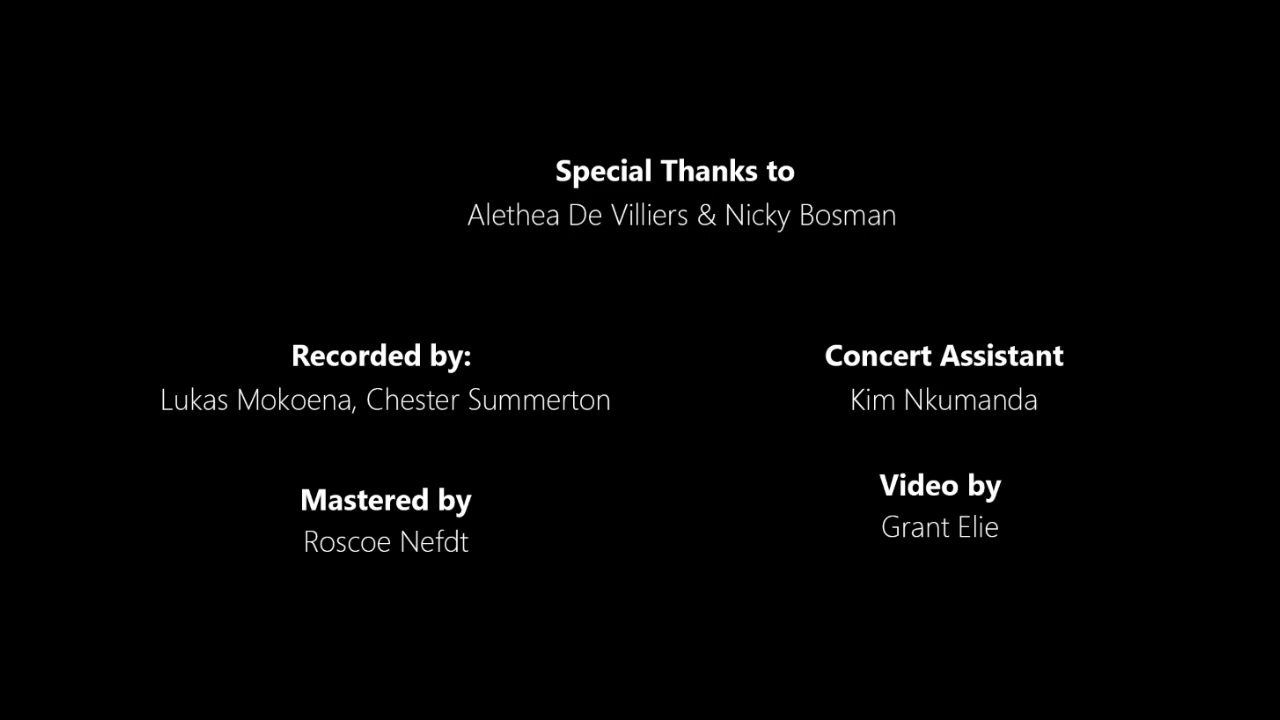 Special Thanks to
Alethea De Villiers & Nicky Bosman
Recorded by:
Lukas Mokoena, Chester Summerton
Mastered by
Roscoe Nefdt
Concert Assistant
Kim Nkumanda
Video by
Grant Elie